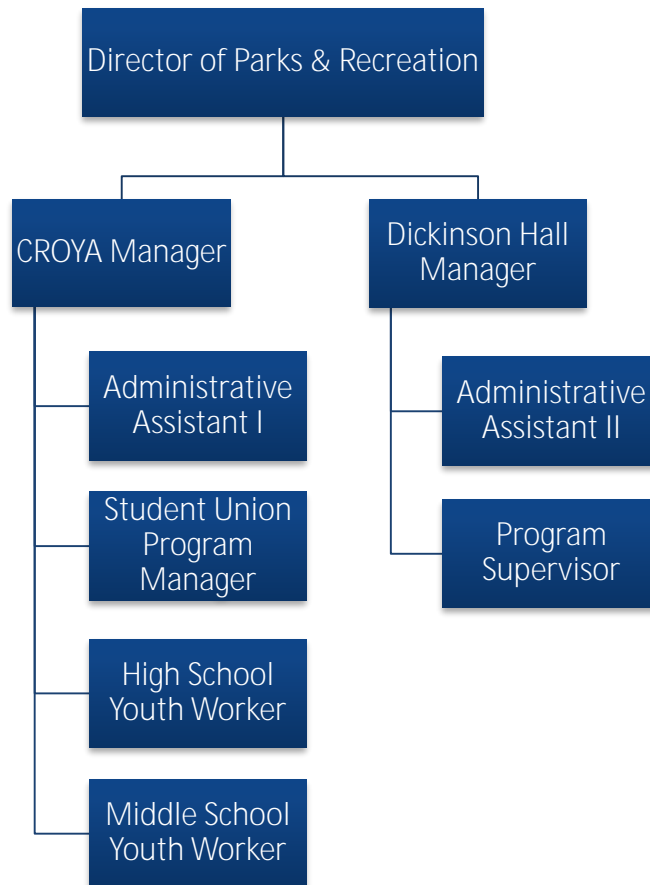 Director of Parks & Recreation
CROYA Manager
Administrative
Assistant I
Student Union
Program
Manager
High School
Youth Worker
Middle School
Youth Worker
Dickinson Hall
Manager
Administrative
Assistant II
Program
Supervisor